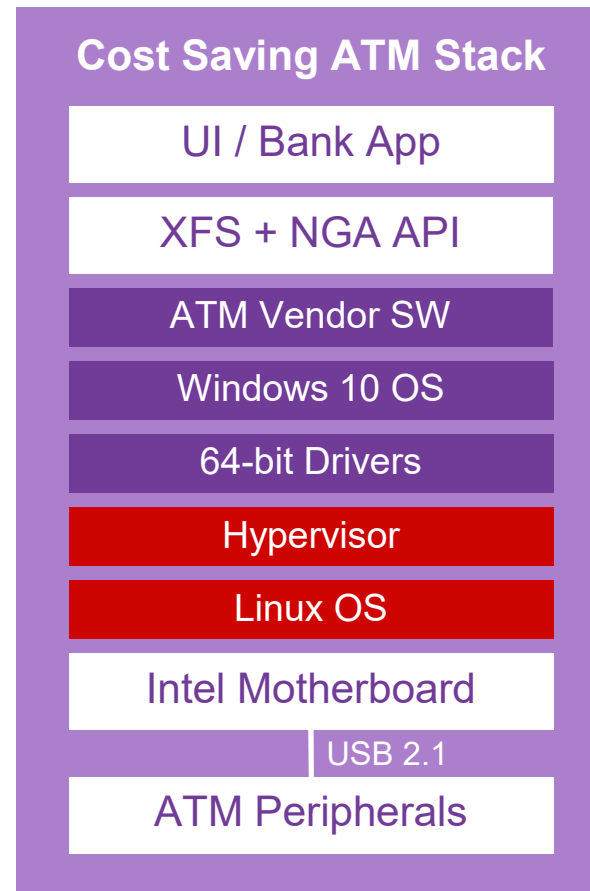 Cost Saving ATM Stack
UI / Bank App
XFS + NGA API
ATM Vendor SW
Windows 10 OS
64-bit Drivers
Hypervisor
Linux OS
Intel Motherboard
USB 2.1
ATM Peripherals